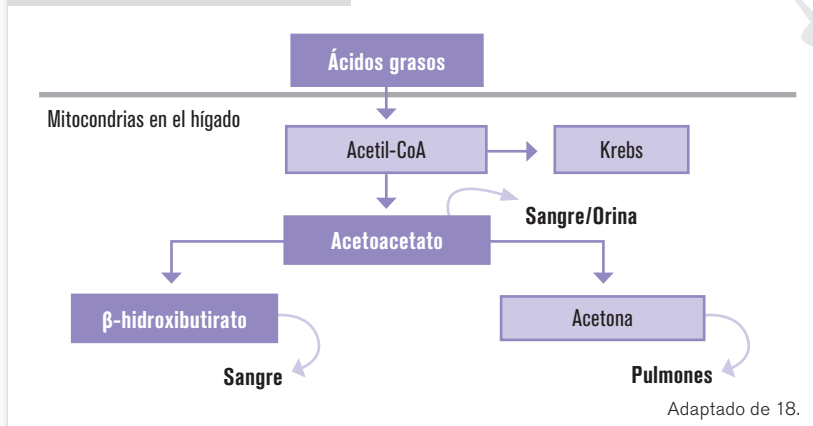 Ácidos grasos
Mitocondrias en el hígado
Acetil-CoA
Krebs
Sangre/Orina
Acetoacetato
β-hidroxibutirato
Acetona
Sangre
Pulmones
Adaptado de 18.